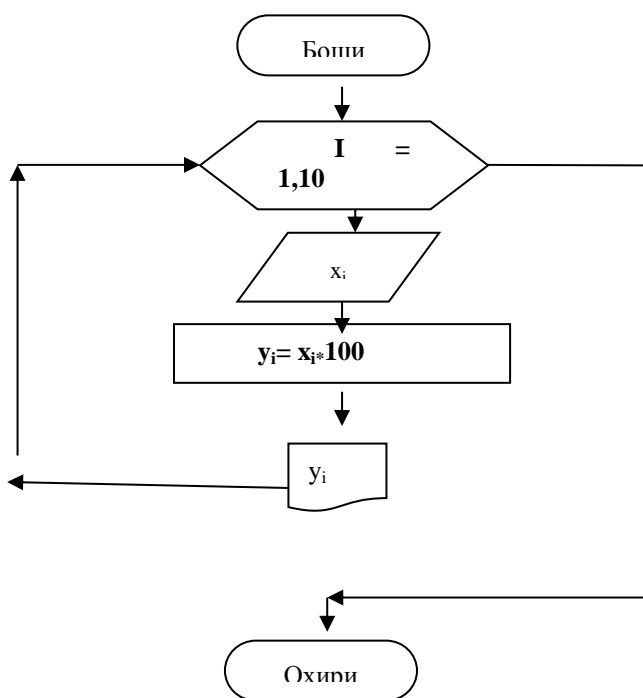 Боши
I =
1,10
xᵢ
yᵢ= xᵢ*100
yᵢ
Охири